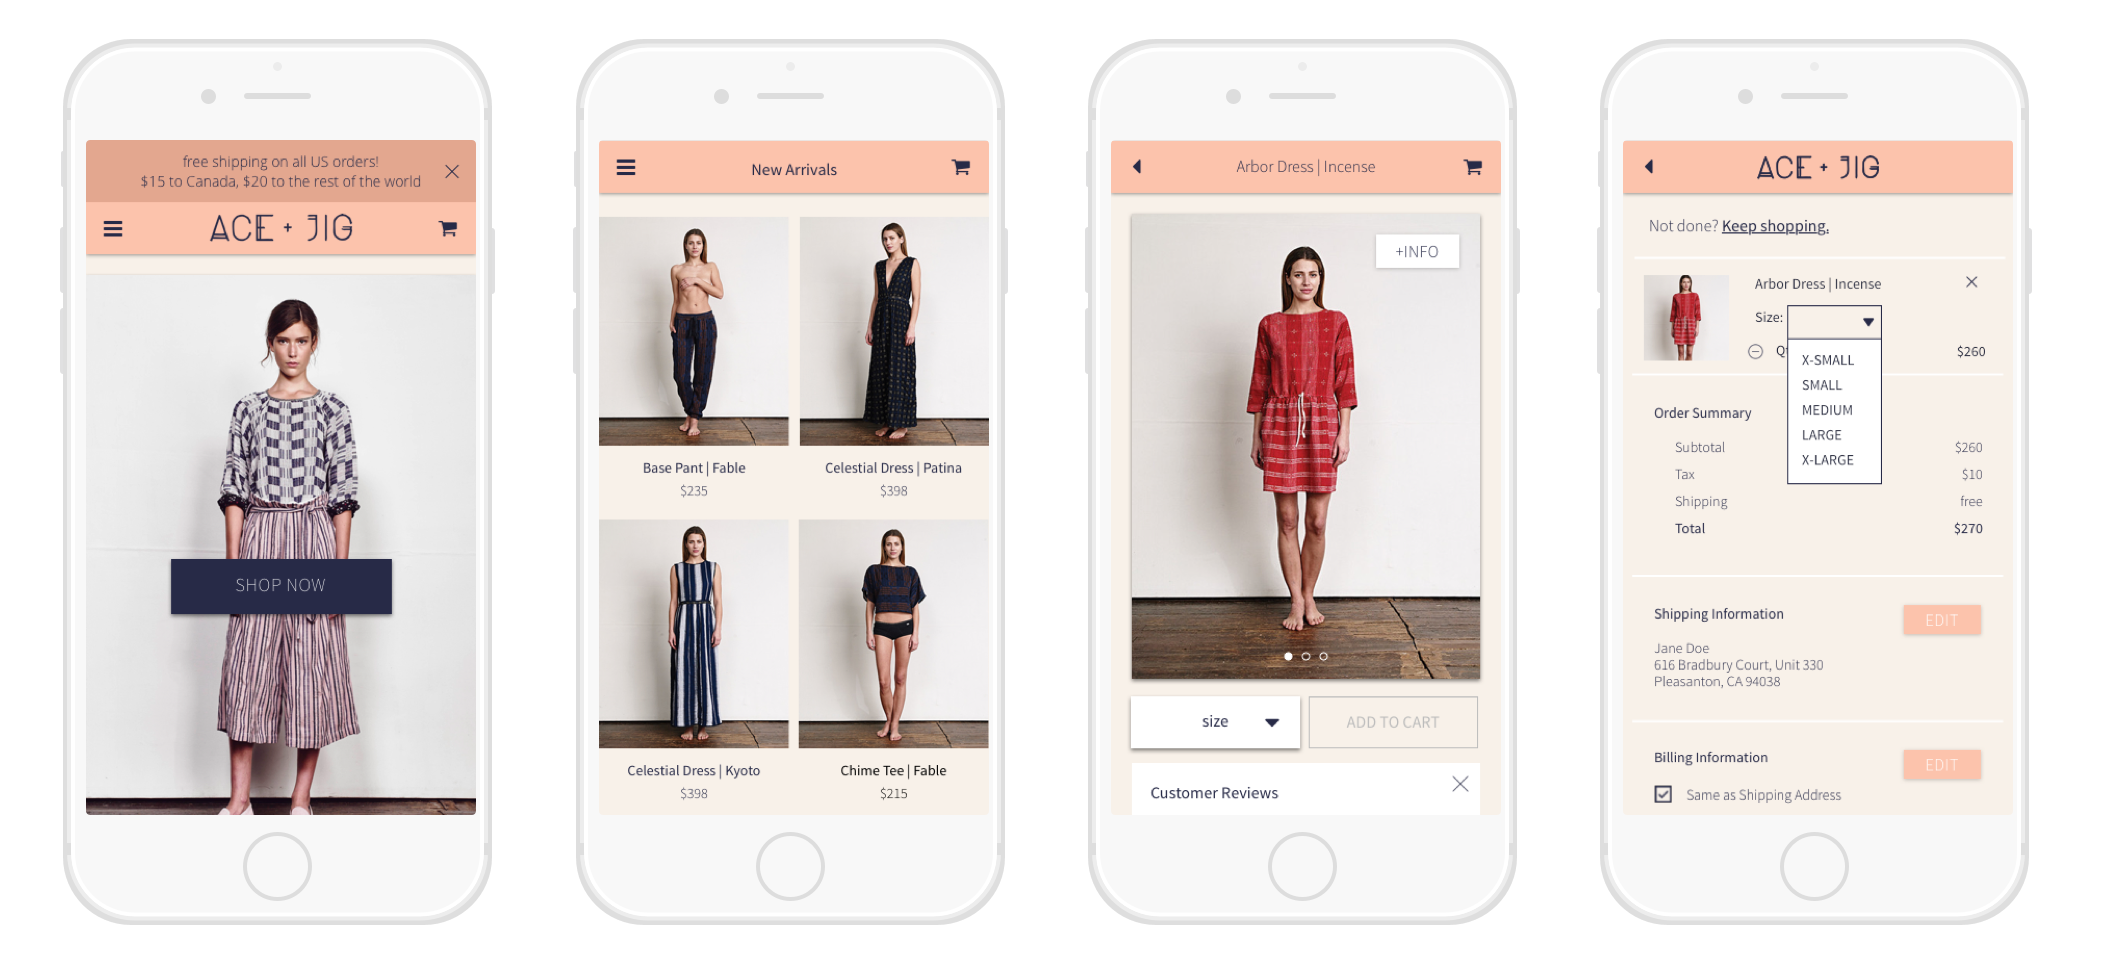 free shipping on all US orders!
$15 to Canada, $20 to the rest of the world
ACE + JIG
SHOP NOW
New Arrivals
Base Pant | Fable
$235
Celestial Dress | Patina
$398
Celestial Dress | Kyoto
$398
Chime Tee | Fable
$215
Arbor Dress | Incense
+INFO
size
ADD TO CART
Customer Reviews
ACE + JIG
Not done? Keep shopping.
Arbor Dress | Incense
Size:
$260
X-SMALL
SMALL
MEDIUM
LARGE
X-LARGE
Order Summary
Subtotal $260
Tax $10
Shipping free
Total $270
Shipping Information
EDIT
Jane Doe
616 Bradbury Court, Unit 330
Pleasanton, CA 94038
Billing Information
EDIT
Same as Shipping Address